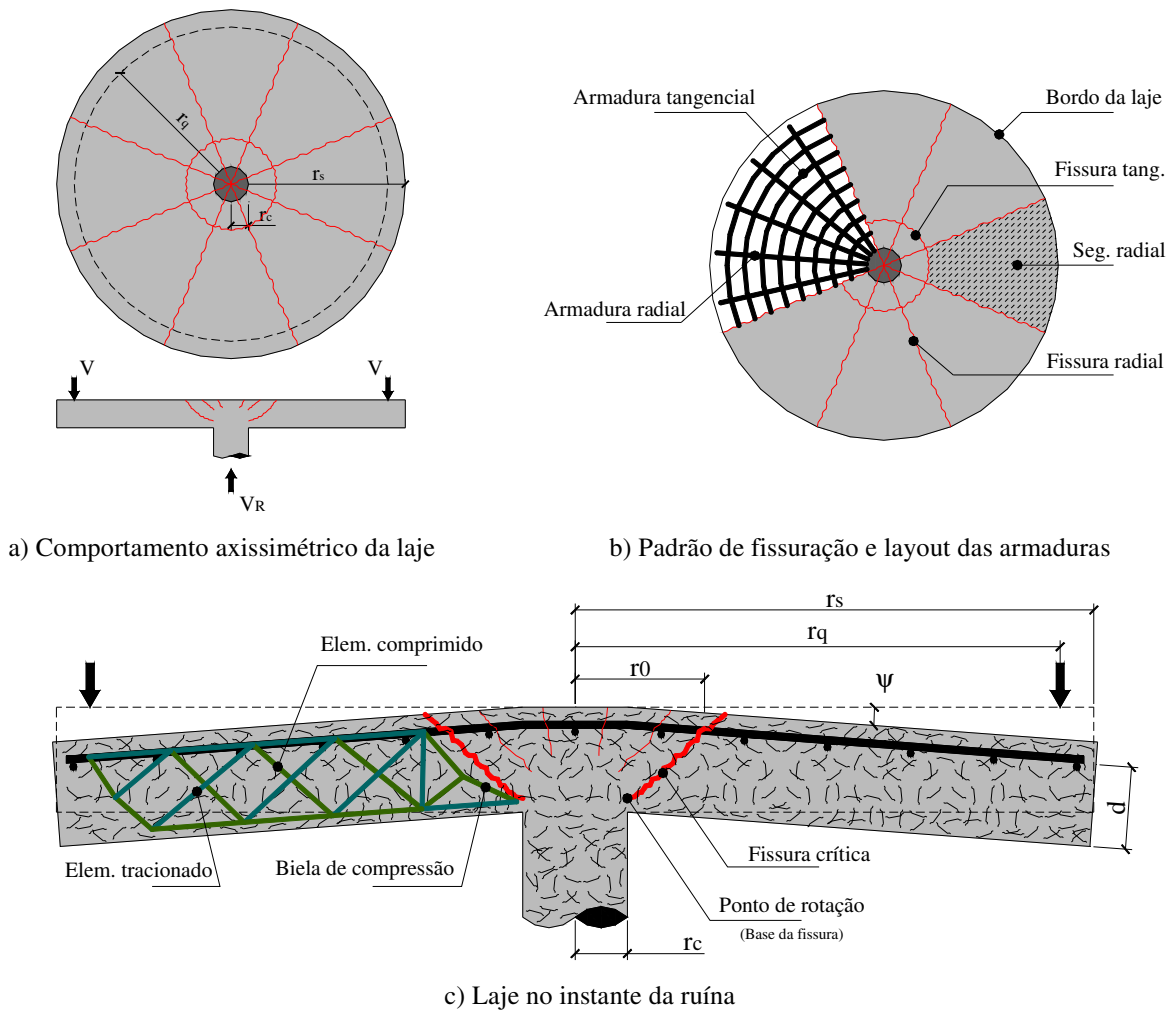 rq
rs
rc
V
V
VR
a) Comportamento axissimétrico da laje
Armadura tangencial
Bordo da laje
Fissura tang.
Seg. radial
Armadura radial
Fissura radial
b) Padrão de fissuração e layout das armaduras
rs
rq
r0
ψ
Elem. comprimido
d
Elem. tracionado
Biela de compressão
Fissura crítica
Ponto de rotação
(Base da fissura)
rc
c) Laje no instante da ruína